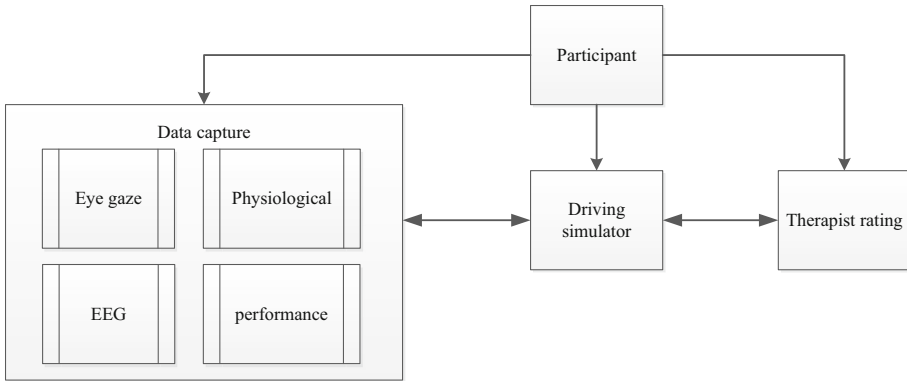 Participant
Data capture
Eye gaze
Physiological
EEG
performance
Driving
simulator
Therapist rating